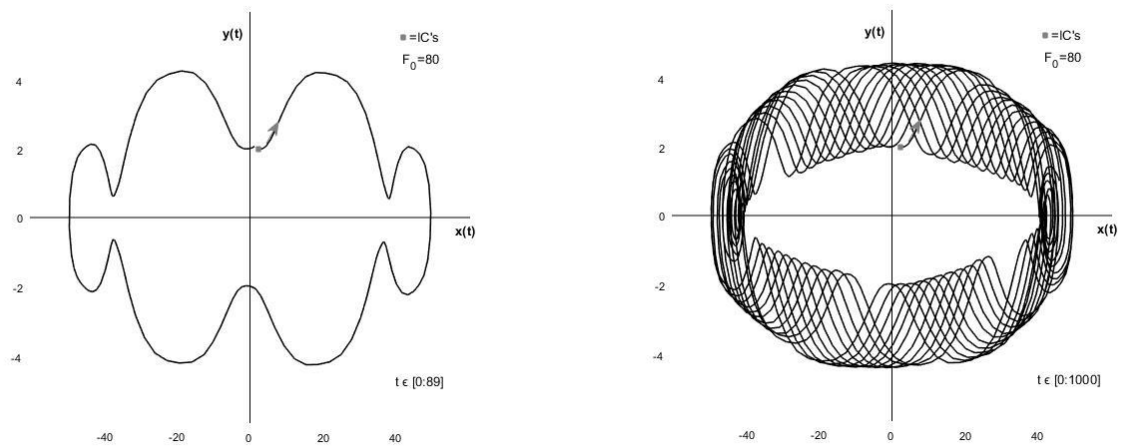 y(t)
■ =IC's
F₀=80
4
2
0
x(t)
-2
-4
t ϵ [0:89]
-40 -20 0 20 40
y(t)
■ =IC's
F₀=80
4
2
0
x(t)
-2
-4
t ϵ [0:1000]
-40 -20 0 20 40